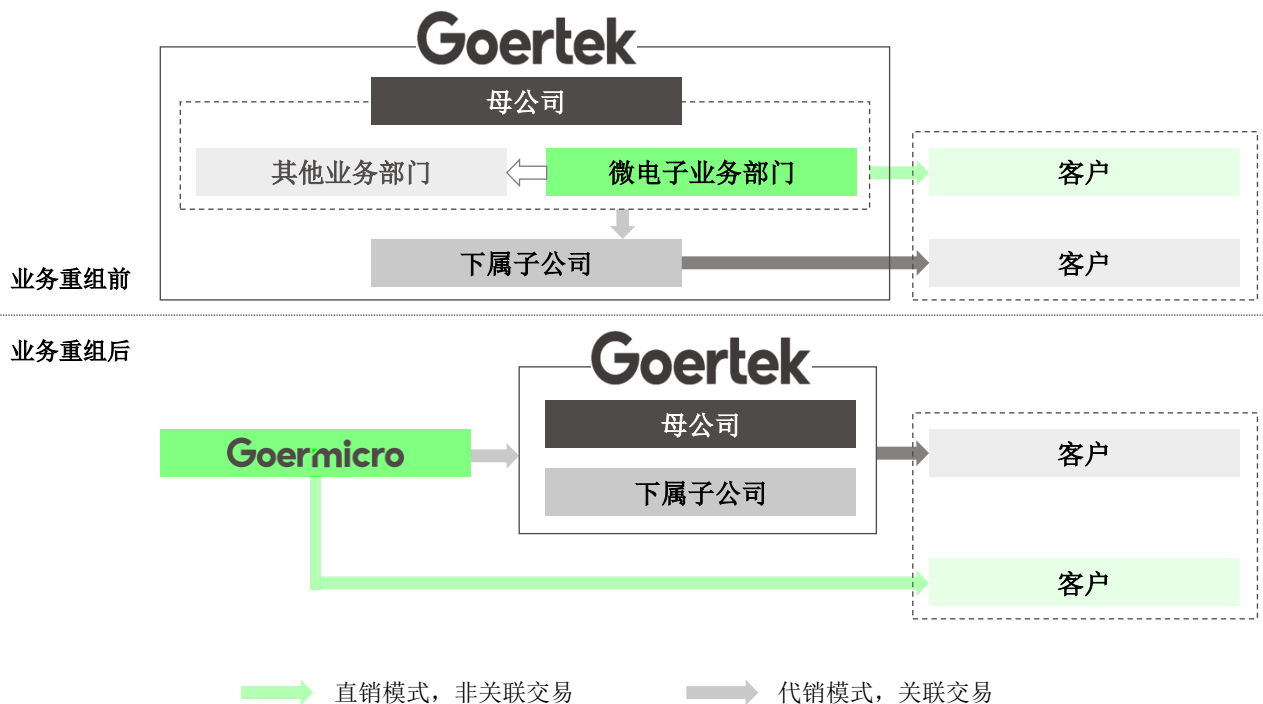 Goertek
母公司
其他业务部门
微电子业务部门
客户
下属子公司
客户
业务重组前
业务重组后
Goertek
母公司
Goermicro
客户
下属子公司
客户
直销模式，非关联交易
代销模式，关联交易